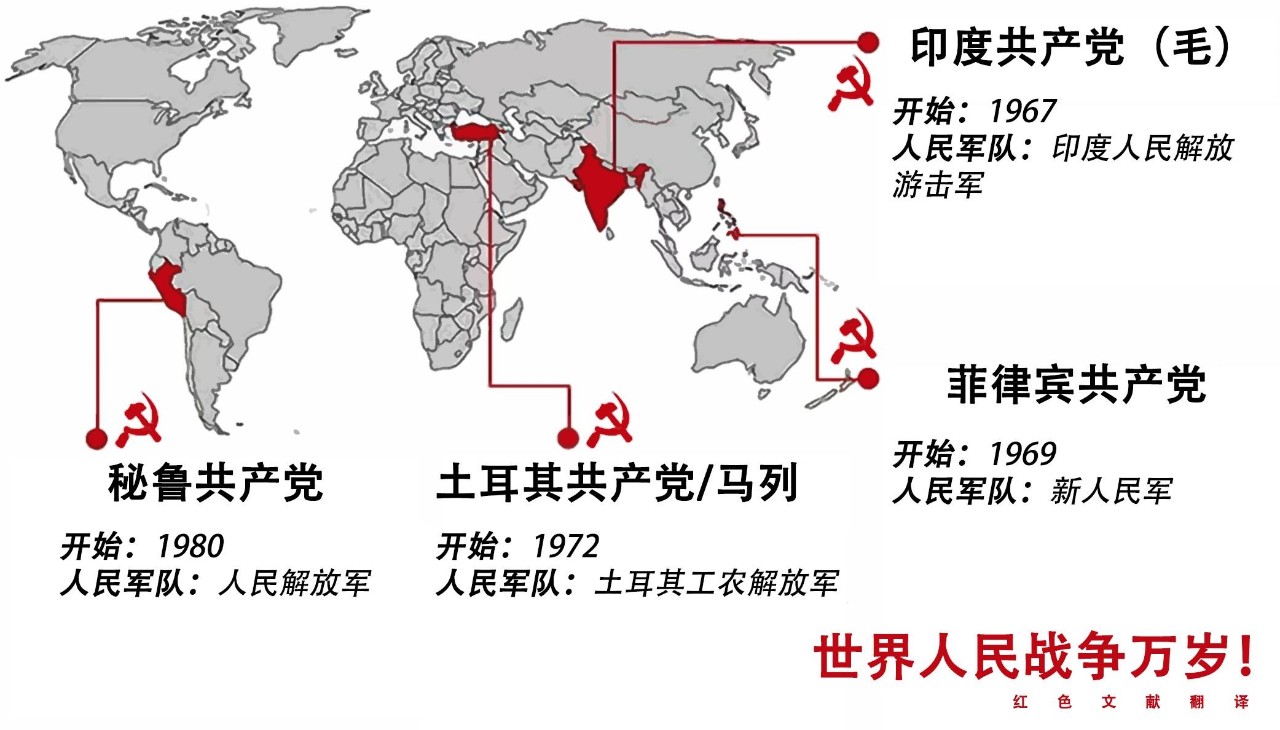 印度共产党（毛）
开始：1967
人民军队：印度人民解放
游击军
菲律宾共产党
开始：1969
人民军队：新人民军
秘鲁共产党
开始：1980
人民军队：人民解放军
土耳其共产党/马列
开始：1972
人民军队：土耳其工农解放军
世界人民战争万岁!
红色文献翻译